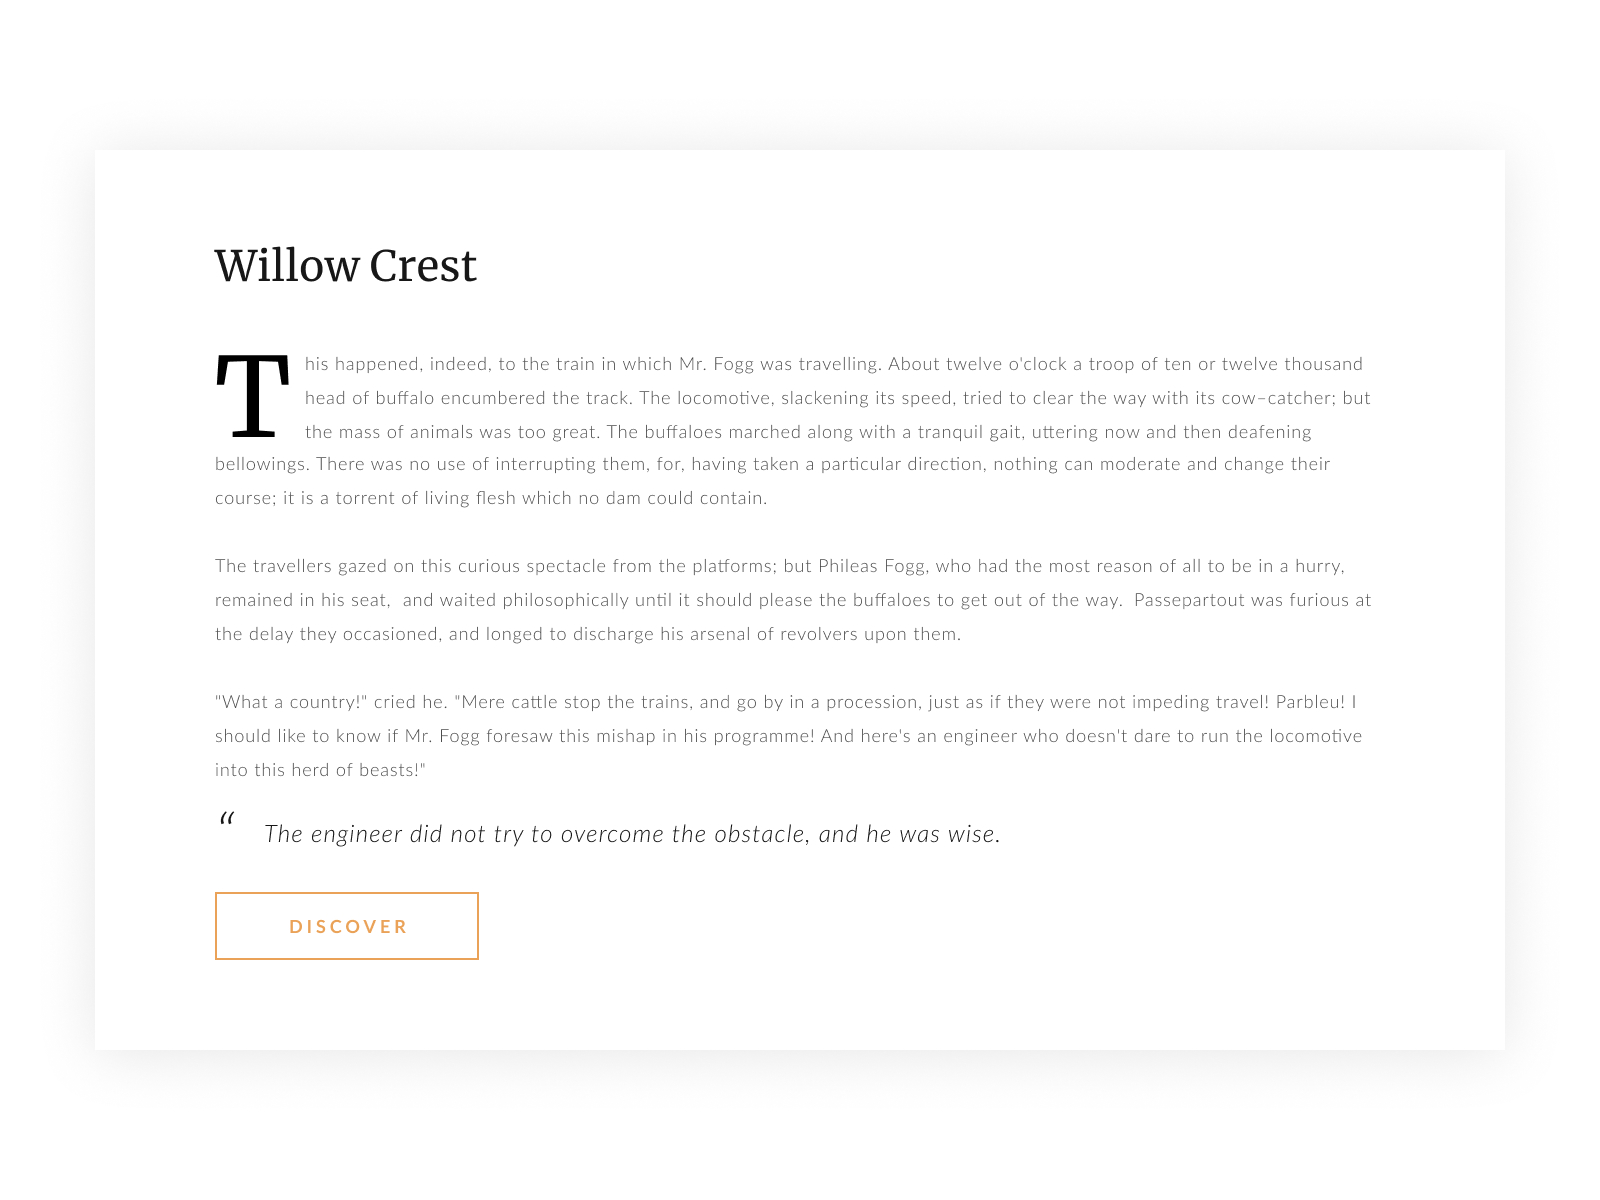 Willow Crest
This happened, indeed, to the train in which Mr. Fogg was travelling. About twelve o'clock a troop of ten or twelve thousand
head of buffalo encumbered the track. The locomotive, slackening its speed, tried to clear the way with its cow–catcher; but
the mass of animals was too great. The buffaloes marched along with a tranquil gait, uttering now and then deafening
bellowings. There was no use of interrupting them, for, having taken a particular direction, nothing can moderate and change their
course; it is a torrent of living flesh which no dam could contain.
The travellers gazed on this curious spectacle from the platforms; but Phileas Fogg, who had the most reason of all to be in a hurry,
remained in his seat,  and waited philosophically until it should please the buffaloes to get out of the way.  Passepartout was furious at
the delay they occasioned, and longed to discharge his arsenal of revolvers upon them.
"What a country!" cried he. "Mere cattle stop the trains, and go by in a procession, just as if they were not impeding travel! Parbleu! I
should like to know if Mr. Fogg foresaw this mishap in his programme! And here's an engineer who doesn't dare to run the locomotive
into this herd of beasts!"
“ The engineer did not try to overcome the obstacle, and he was wise.
DISCOVER